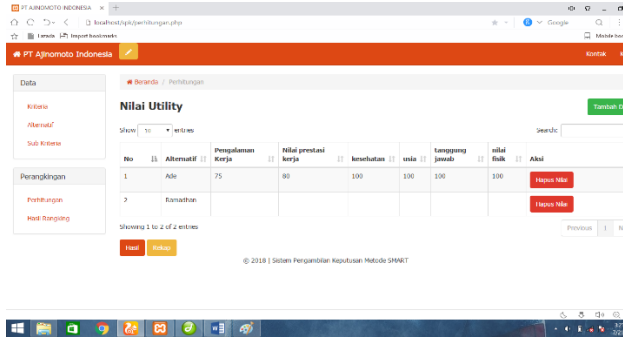 PT AJINOMOTO INDONESIA
localhost/spk/perhitungan.php
Google
Import bookmarks
PT Ajinomoto Indonesia
Kontak
Data
Kriteria
Alternatif
Sub Kriteria
Perangkingan
Perhitungan
Hasil Rangking
Beranda / Perhitungan
Nilai Utility
Tambah D
Show 10 entries
Search:
No Alternatif Pengalaman Kerja Nilai prestasi kerja kesehatan usia tanggung jawab nilai fisik Aksi
1 Ade 75 80 100 100 100 100 Hapus Nilai
2 Ramadhan Hapus Nilai
Showing 1 to 2 of 2 entries
Previous 1 N
Hasil Rekap
© 2018 | Sistem Pengambilan Keputusan Metode SMART